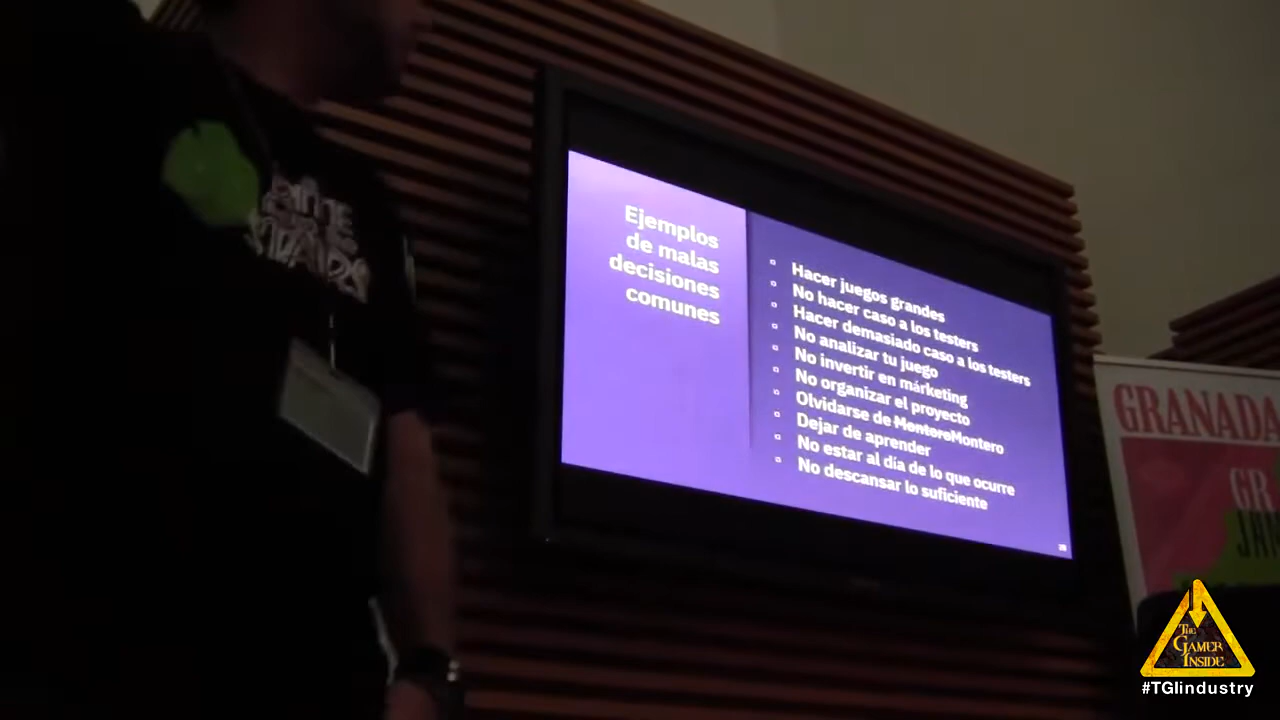 Ejemplos
de malas
decisiones
comunes
Hacer juegos grandes
No hacer caso a los testers
Hacer demasiado caso a los testers
No analizar tu juego
No invertir en márketing
No organizar el proyecto
Olvidarse de MonteroMontero
Dejar de aprender
No estar al día de lo que ocurre
No descansar lo suficiente
GRANADA
GR
JAM
THE
GAMER
INSIDE
#TGIindustry